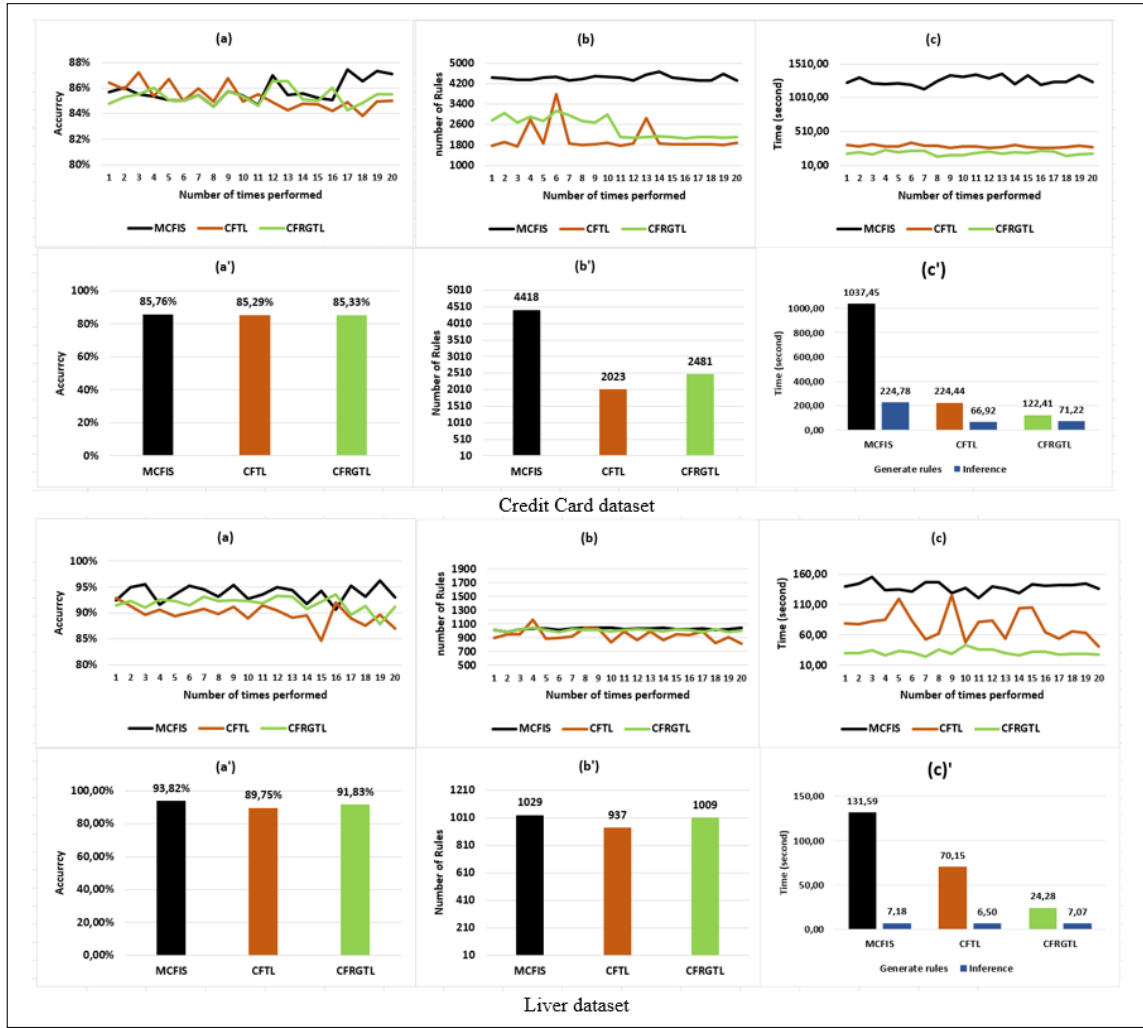 (a)
88%
86%
84%
82%
80%
Accurrcy
1 2 3 4 5 6 7 8 9 10 11 12 13 14 15 16 17 18 19 20
Number of times performed
MCFIS CFTL CFRGTL
(b)
5000
4200
3400
2600
1800
1000
number of Rules
1 2 3 4 5 6 7 8 9 10 11 12 13 14 15 16 17 18 19 20
Number of times performed
MCFIS CFTL CFRGTL
(c)
1510,00
1010,00
510,00
10,00
Time (second)
1 2 3 4 5 6 7 8 9 10 11 12 13 14 15 16 17 18 19 20
Number of times performed
MCFIS CFTL CFRGTL
(a')
100%
80%
60%
40%
20%
0%
Accurrcy
85,76% 85,29% 85,33%
MCFIS CFTL CFRGTL
(b')
5010
4510
4010
3510
3010
2510
2010
1510
1010
510
10
Number of Rules
4418 2023 2481
MCFIS CFTL CFRGTL
(c')
1000,00
800,00
600,00
400,00
200,00
0,00
Time (second)
1037,45 224,78 224,44 66,92 122,41 71,22
MCFIS CFTL CFRGTL
Generate rules Inference
Credit Card dataset
(a)
100%
95%
90%
85%
80%
Accurrcy
1 2 3 4 5 6 7 8 9 10 11 12 13 14 15 16 17 18 19 20
Number of times performed
MCFIS CFTL CFRGTL
(b)
1900
1700
1500
1300
1100
900
700
500
number of Rules
1 2 3 4 5 6 7 8 9 10 11 12 13 14 15 16 17 18 19 20
Number of times performed
MCFIS CFTL CFRGTL
(c)
160,00
110,00
60,00
10,00
Time (second)
1 2 3 4 5 6 7 8 9 10 11 12 13 14 15 16 17 18 19 20
Number of times performed
MCFIS CFTL CFRGTL
(a')
100,00%
80,00%
60,00%
40,00%
20,00%
0,00%
Accurrcy
93,82% 89,75% 91,83%
MCFIS CFTL CFRGTL
(b')
1210
1010
810
610
410
210
10
Number of Rules
1029 937 1009
MCFIS CFTL CFRGTL
(c)'
150,00
100,00
50,00
0,00
Time (second)
131,59 7,18 70,15 6,50 24,28 7,07
MCFIS CFTL CFRGTL
Generate rules Inference
Liver dataset